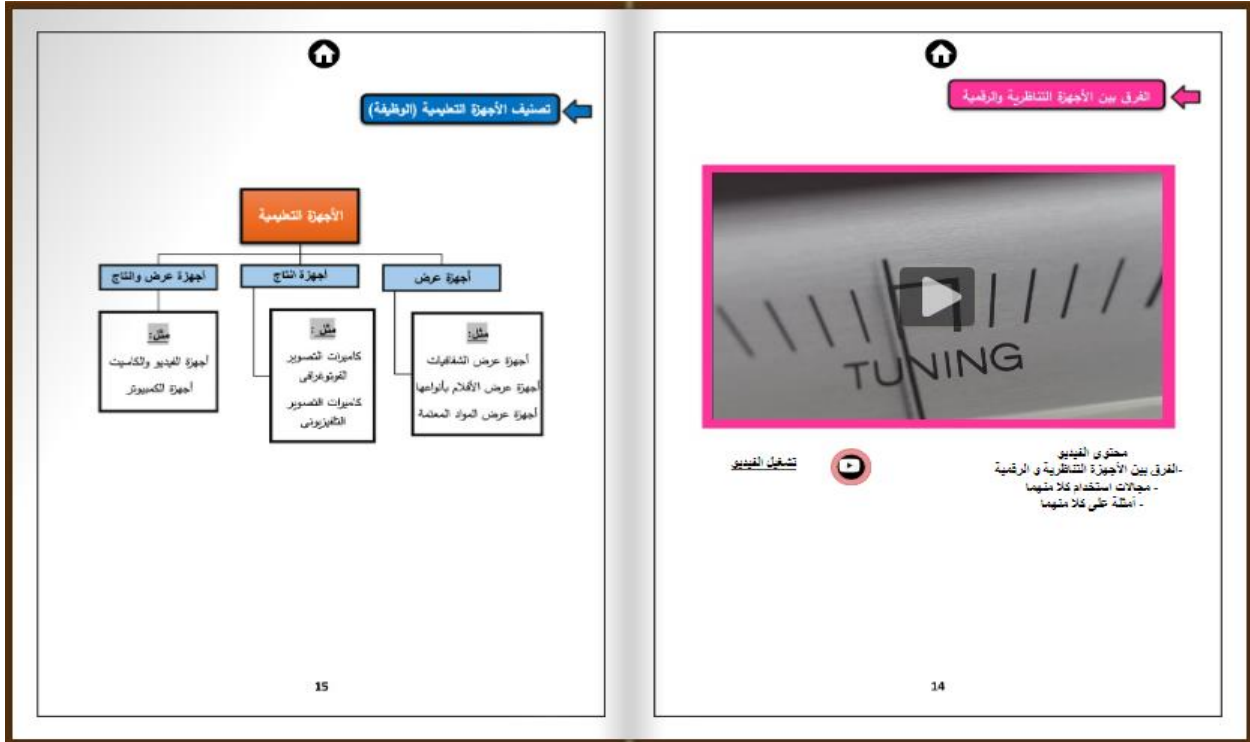 الفرق بين الأجهزة التناظرية والرقمية
TUNING
محتوى الفيديو
-الفرق بين الأجهزة التناظرية و الرقمية
- مجالات استخدام كلا منهما
- أمثلة على كلا منهما
تشغيل الفيديو
14
تصنيف الأجهزة التعليمية (الوظيفة)
الأجهزة التعليمية
أجهزة عرض
مثل:
أجهزة عرض الشفافيات
أجهزة عرض الأفلام بأنواعها
أجهزة عرض المواد المعتمة
اجهزة انتاج
مثل :
كاميرات التصوير
الفوتوغرافى
كاميرات التصوير
التلفيزيونى
اجهزة عرض وانتاج
مثل:
أجهزة الفيديو والكاسيت
أجهزة الكمبيوتر
15